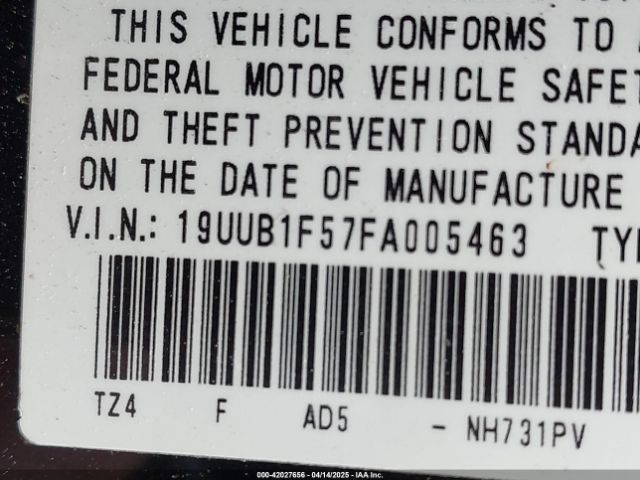 THIS VEHICLE CONFORMS TO
FEDERAL MOTOR VEHICLE SAFET
AND THEFT PREVENTION STANDA
ON THE DATE OF MANUFACTURE
V.I.N.: 19UUB1F57FA005463 TYP
TZ4 F AD5 - NH731PV
000-42027656 - 04/14/2025 - IAA Inc.